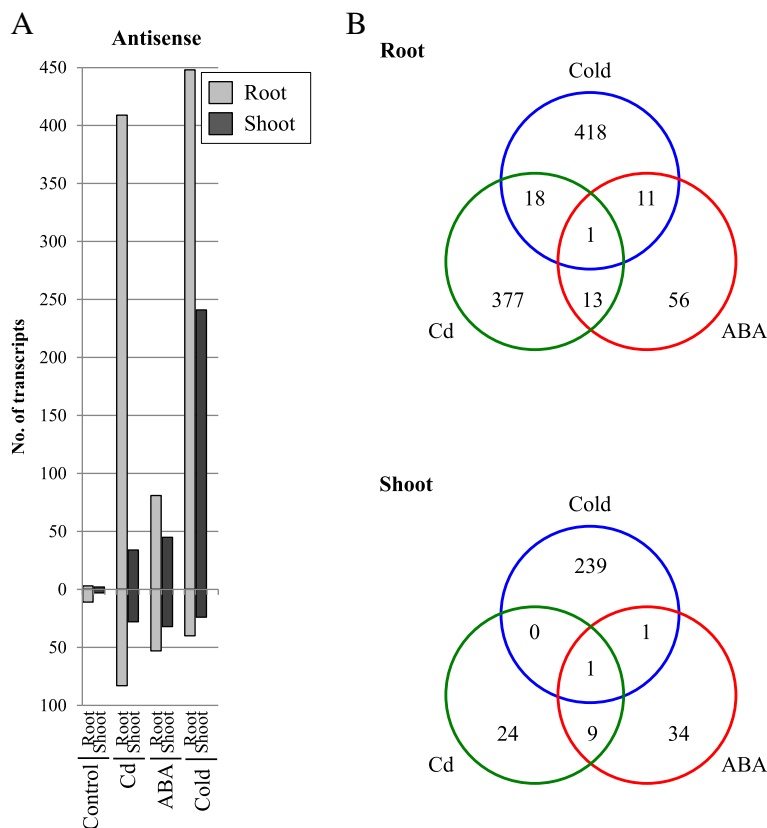 A
Antisense
450
400
350
300
250
200
150
100
50
0
50
100
No. of transcripts
Root
Shoot
Root
Shoot
Root
Shoot
Root
Shoot
Root
Shoot
Control
Cd
ABA
Cold
B
Root
Cold
418
18
11
1
377
13
56
Cd
ABA
Shoot
Cold
239
0
1
1
24
9
34
Cd
ABA